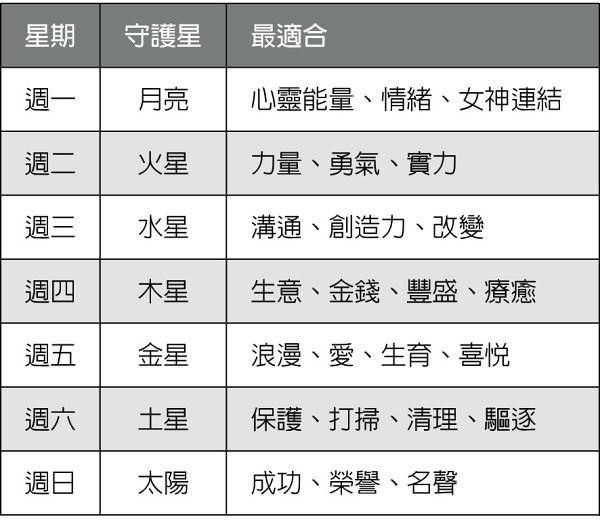 星期 守護星 最適合
週一 月亮 心靈能量、情緒、女神連結
週二 火星 力量、勇氣、實力
週三 水星 溝通、創造力、改變
週四 木星 生意、金錢、豐盛、療癒
週五 金星 浪漫、愛、生育、喜悅
週六 土星 保護、打掃、清理、驅逐
週日 太陽 成功、榮譽、名聲